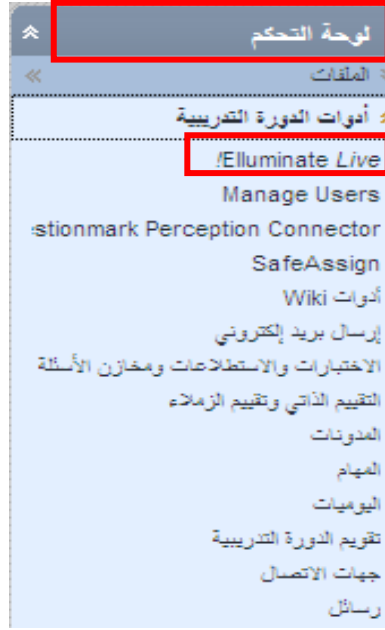 لوحة التحكم
الملفات
أدوات الدورة التدريبية
Elluminate Live!
Manage Users
stionmark Perception Connector
SafeAssign
أدوات Wiki
إرسال بريد إلكتروني
الاختبارات والاستطلاعات ومخازن الأسئلة
التقييم الذاتي وتقييم الزملاء
المدونات
المهام
اليوميات
تقويم الدورة التدريبية
جهات الاتصال
رسائل